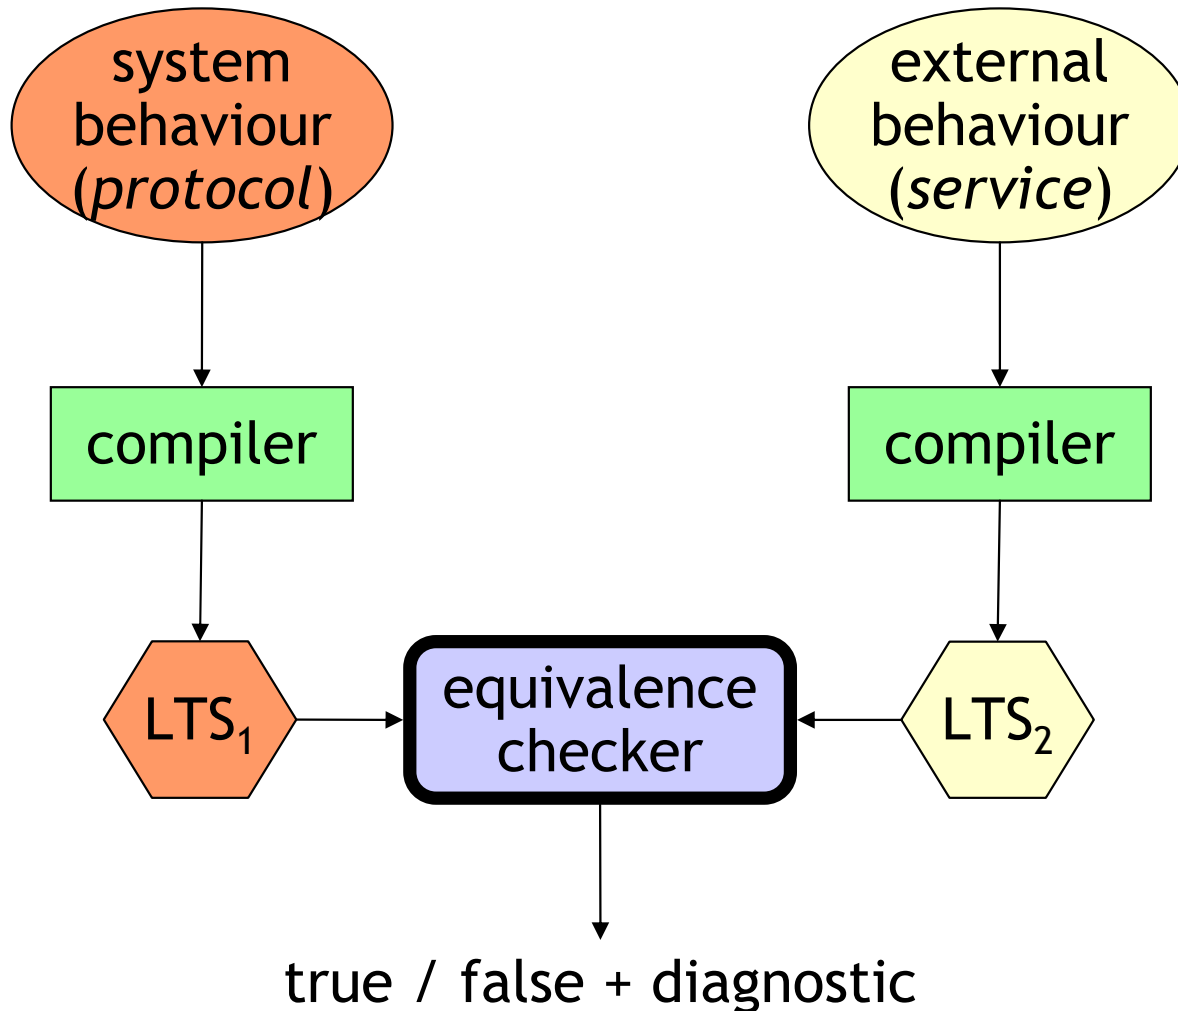 system
behaviour
(protocol)
external
behaviour
(service)
compiler
compiler
LTS₁
equivalence
checker
LTS₂
true / false + diagnostic